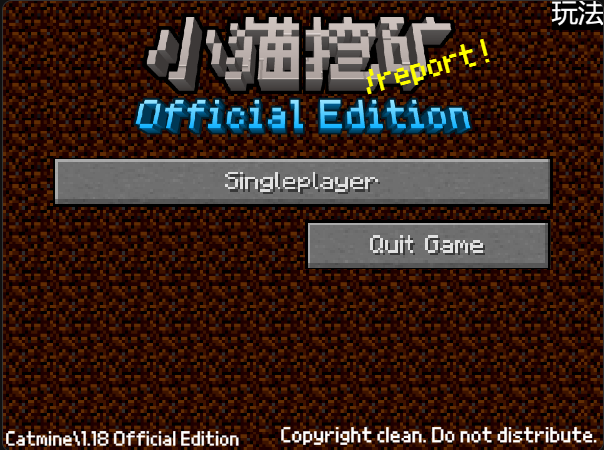 玩法
小猫挖矿
/report!
Official Edition
Singleplayer
Quit Game
Catmine\1.18 Official Edition
Copyright clean. Do not distribute.